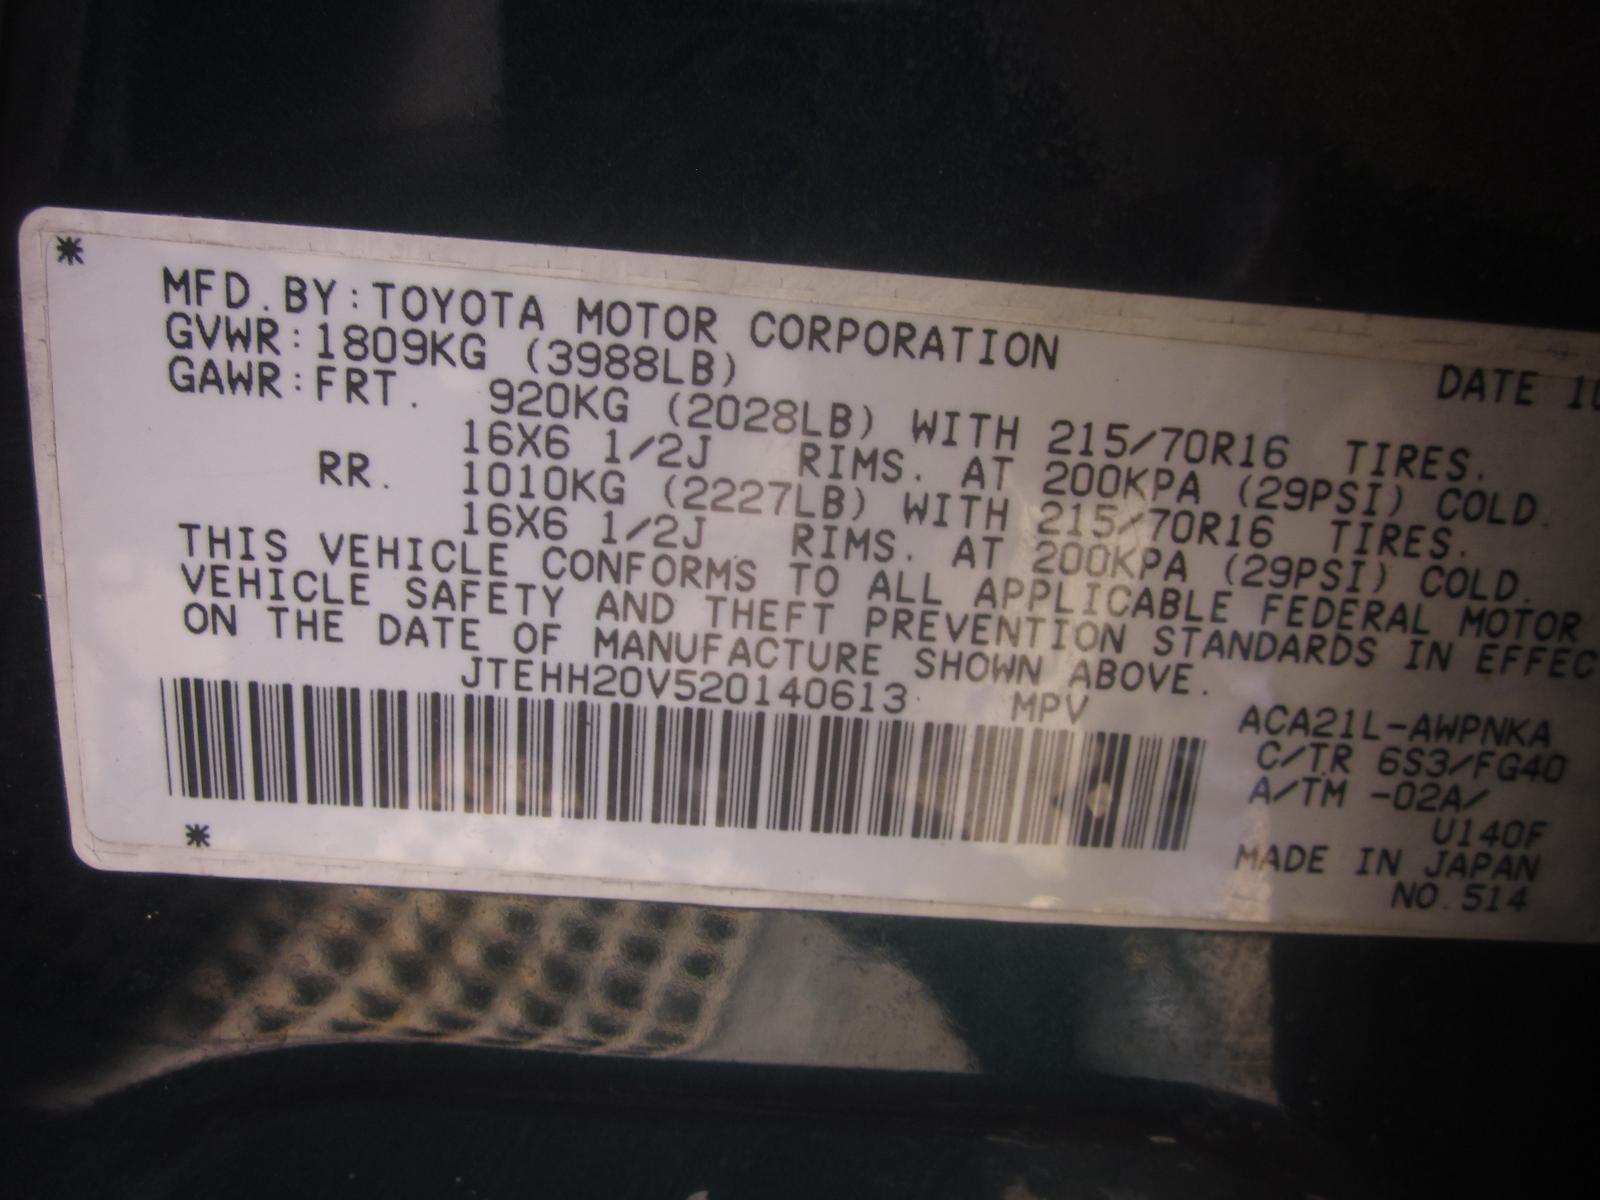 MFD.BY:TOYOTA MOTOR CORPORATION DATE 10
GVWR:1809KG (3988LB)
GAWR:FRT. 920KG (2028LB) WITH 215/70R16 TIRES.
16X6 1/2J RIMS. AT 200KPA (29PSI) COLD.
RR. 1010KG (2227LB) WITH 215/70R16 TIRES.
16X6 1/2J RIMS. AT 200KPA (29PSI) COLD.
THIS VEHICLE CONFORMS TO ALL APPLICABLE FEDERAL MOTOR
VEHICLE SAFETY AND THEFT PREVENTION STANDARDS IN EFFEC
ON THE DATE OF MANUFACTURE SHOWN ABOVE.
JTEHH20V520140613 MPV
ACA21L-AWPNKA
C/TR 6S3/FG40
A/TM -02A/
U140F
MADE IN JAPAN
NO.514